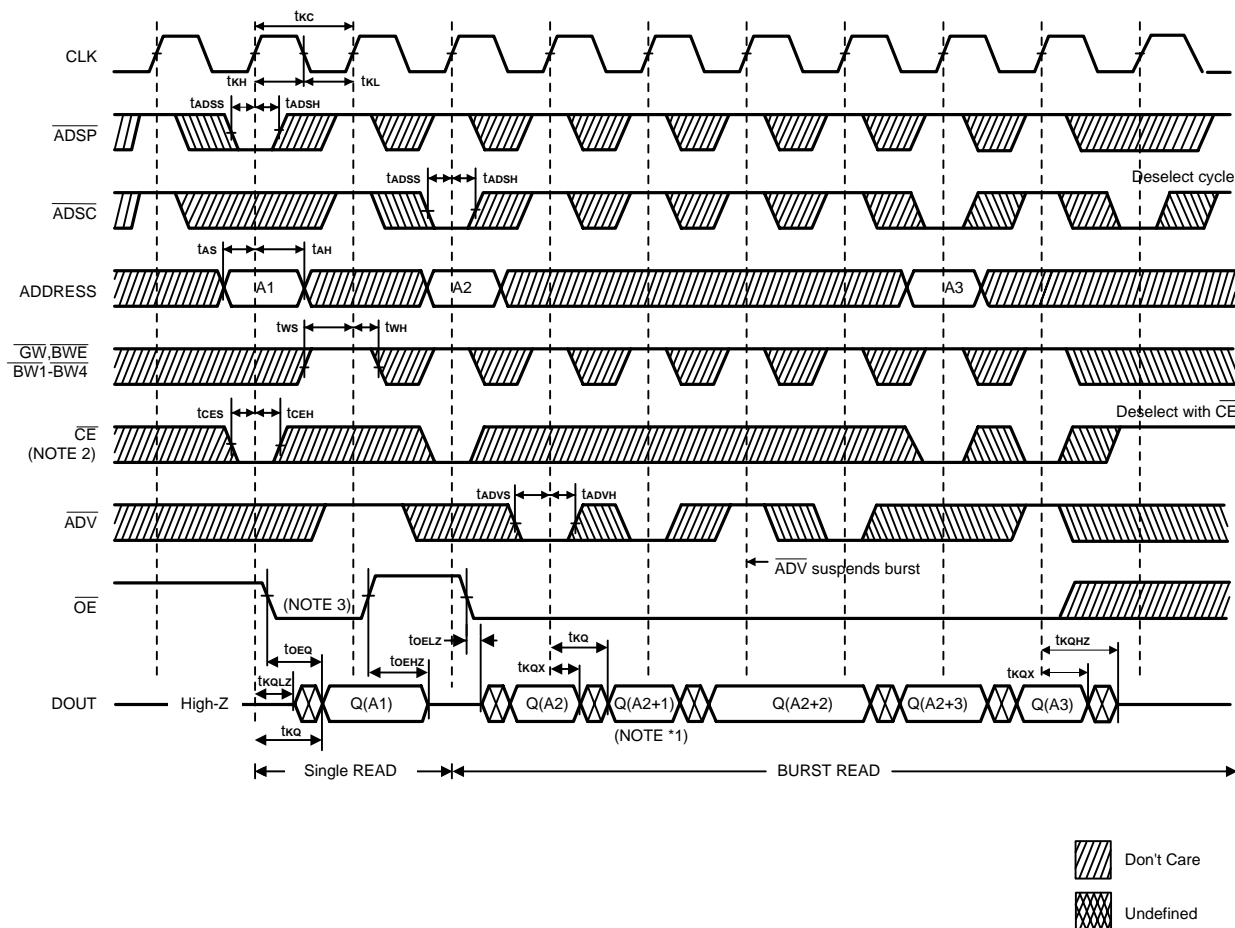 tKC
CLK
tKH
tKL
tADSS
tADSH
ADSP
tADSS
tADSH
Deselect cycle
ADSC
tAS
tAH
ADDRESS
A1
A2
A3
tWS
tWH
GW,BWE
BW1-BW4
tCES
tCEH
Deselect with CE
CE
(NOTE 2)
tADVS
tADVH
ADV
ADV suspends burst
OE
(NOTE 3)
tOEQ
tOEHZ
tOELZ
tKQ
tKQX
tKQHZ
tKQX
tKQLZ
DOUT
High-Z
Q(A1)
Q(A2)
Q(A2+1)
Q(A2+2)
Q(A2+3)
Q(A3)
tKQ
(NOTE *1)
Single READ
BURST READ
Don't Care
Undefined